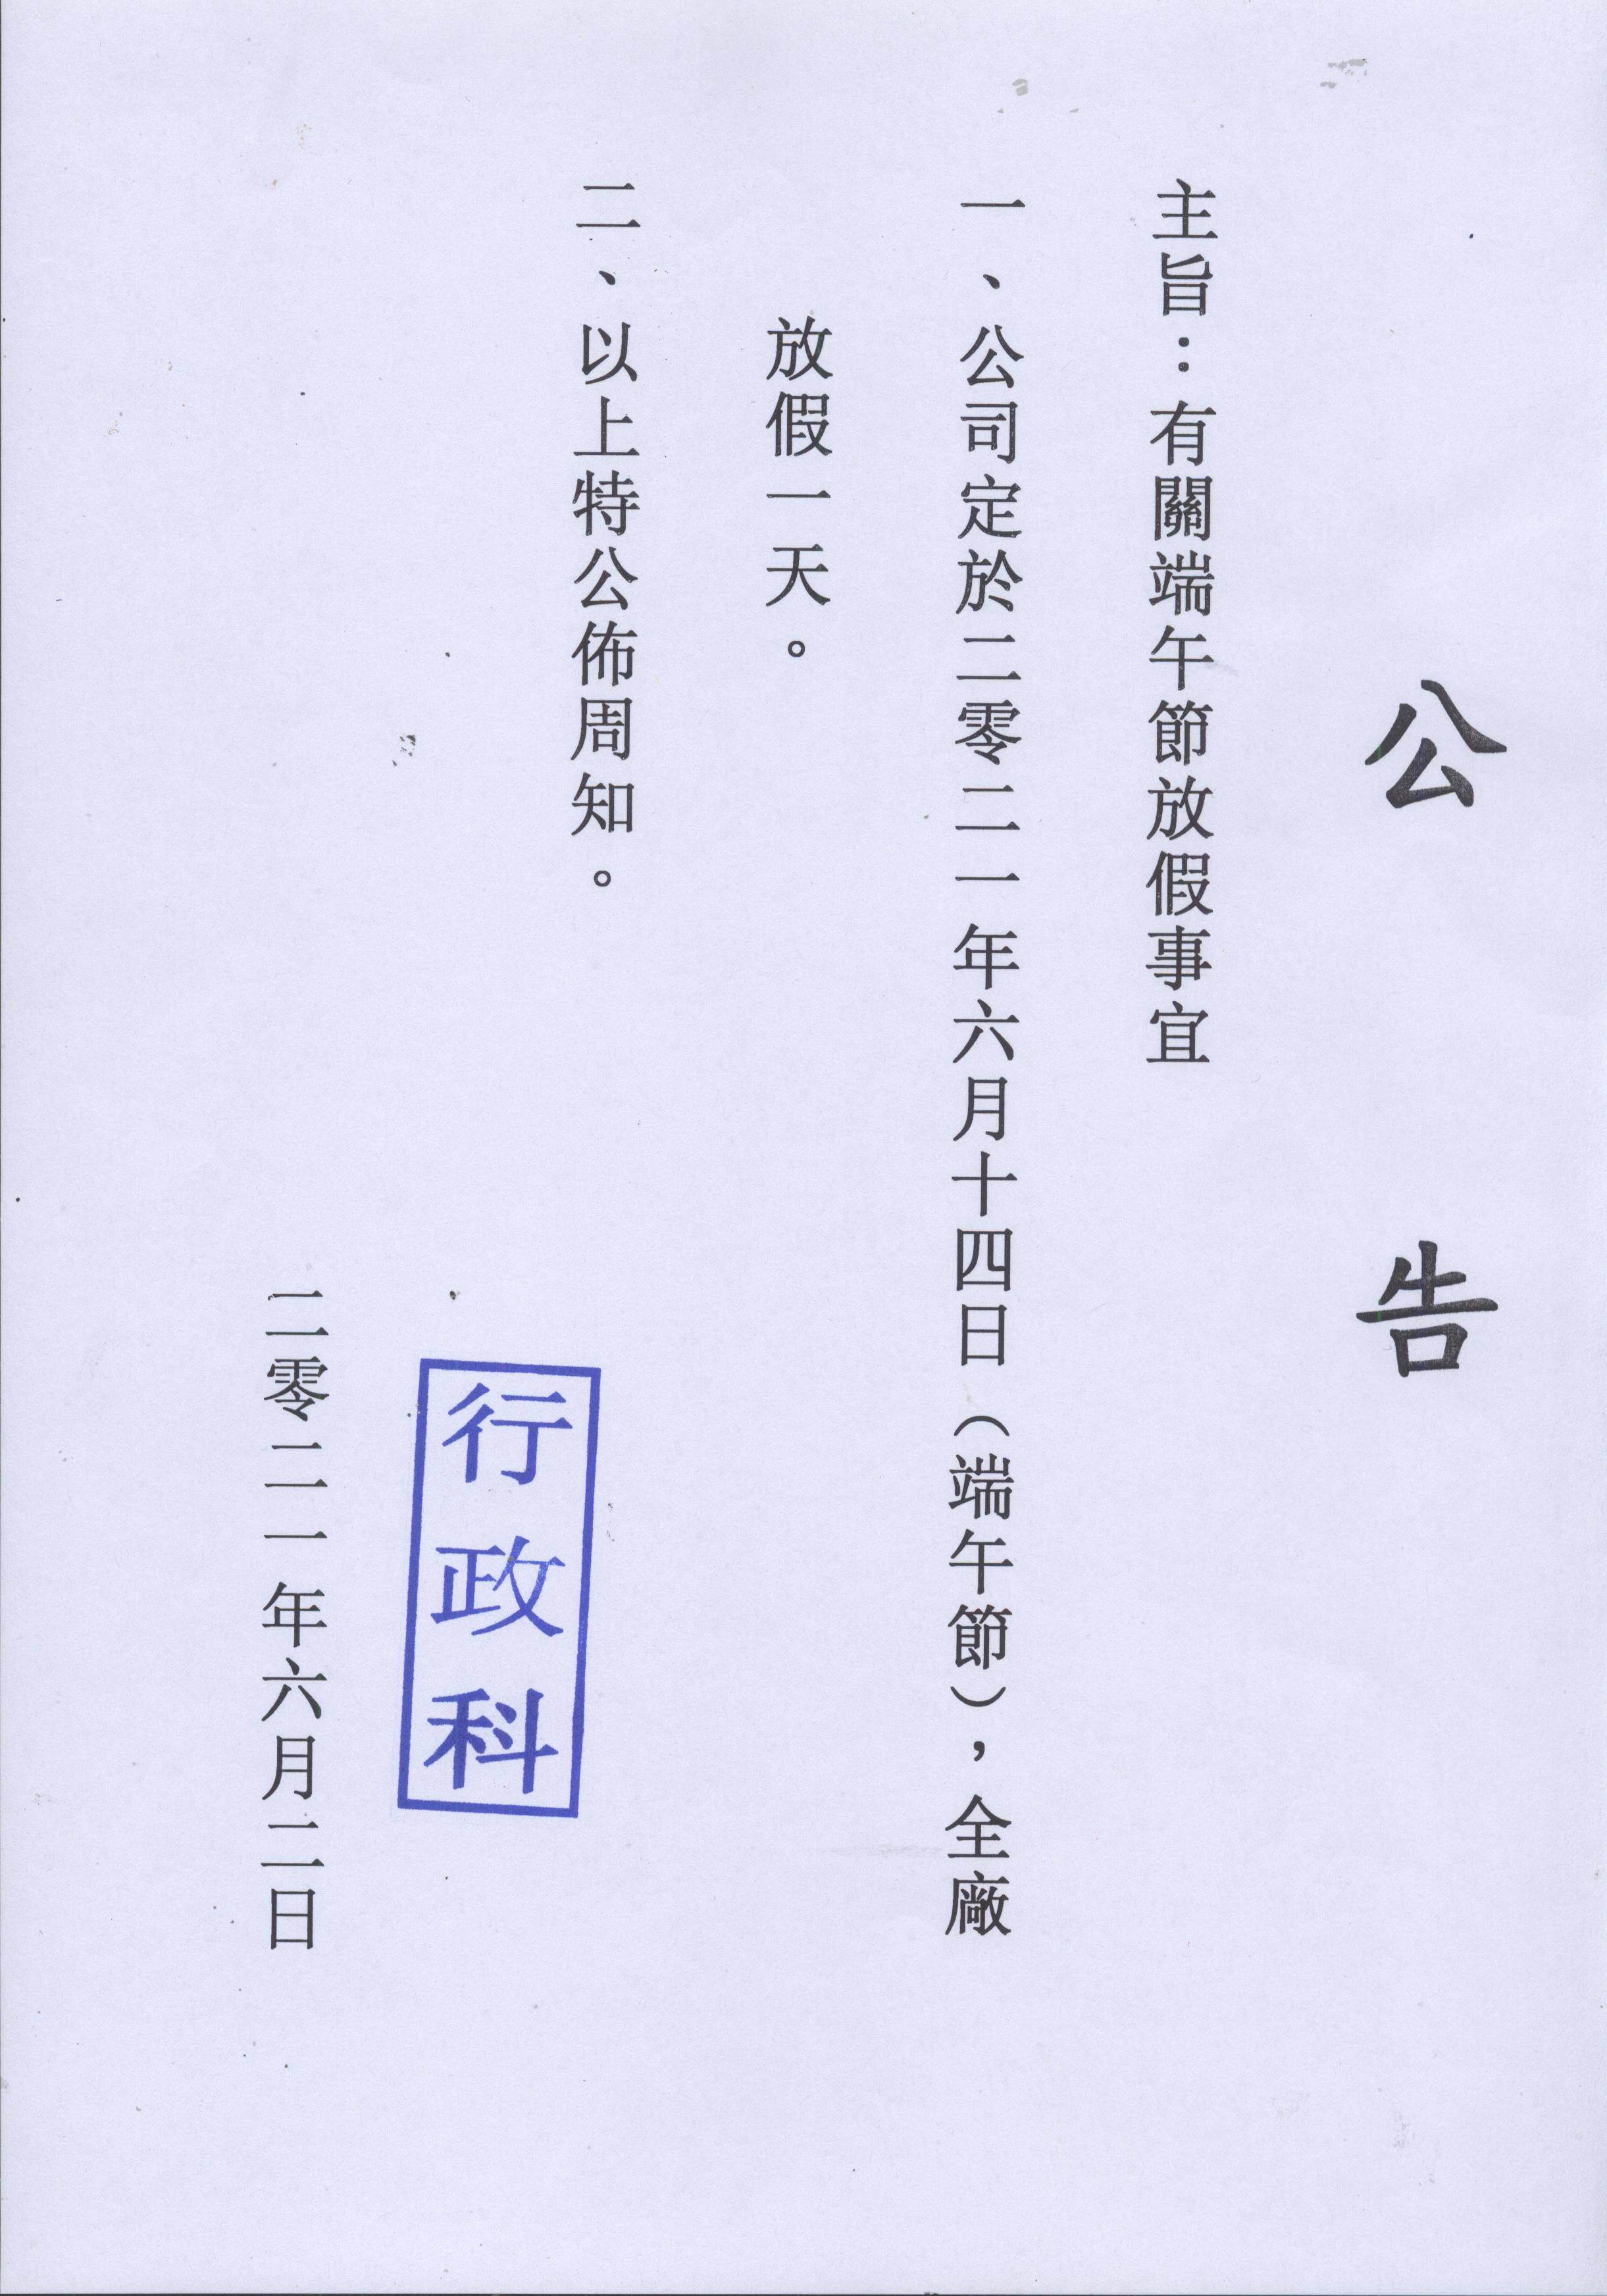 公告
主旨：有關端午節放假事宜
一、公司定於二零二一年六月十四日（端午節），全廠
放假一天。
二、以上特公佈周知。
行政科
二零二一年六月二日